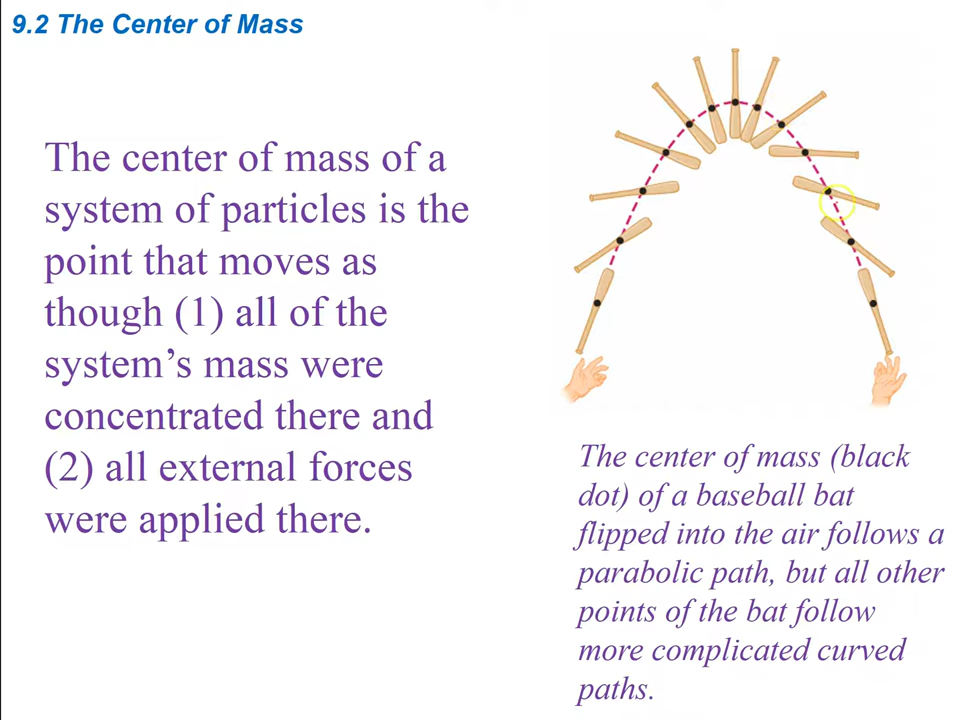 9.2 The Center of Mass
The center of mass of a
system of particles is the
point that moves as
though (1) all of the
system’s mass were
concentrated there and
(2) all external forces
were applied there.
The center of mass (black
dot) of a baseball bat
flipped into the air follows a
parabolic path, but all other
points of the bat follow
more complicated curved
paths.